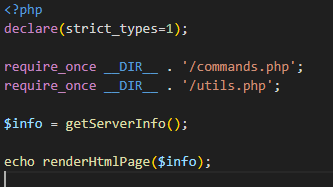 <?php
declare(strict_types=1);
require_once __DIR__ . '/commands.php';
require_once __DIR__ . '/utils.php';
$info = getServerInfo();
echo renderHtmlPage($info);